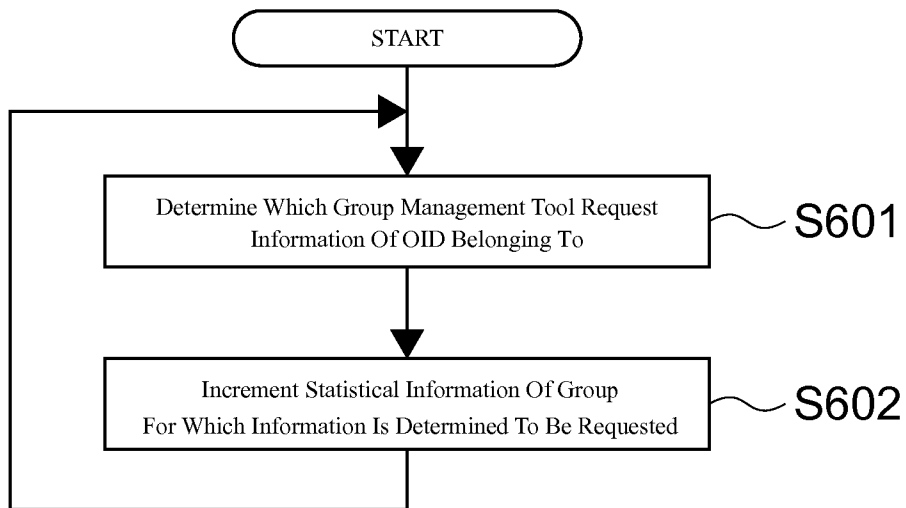 START
Determine Which Group Management Tool Request
Information Of OID Belonging To
S601
Increment Statistical Information Of Group
For Which Information Is Determined To Be Requested
S602